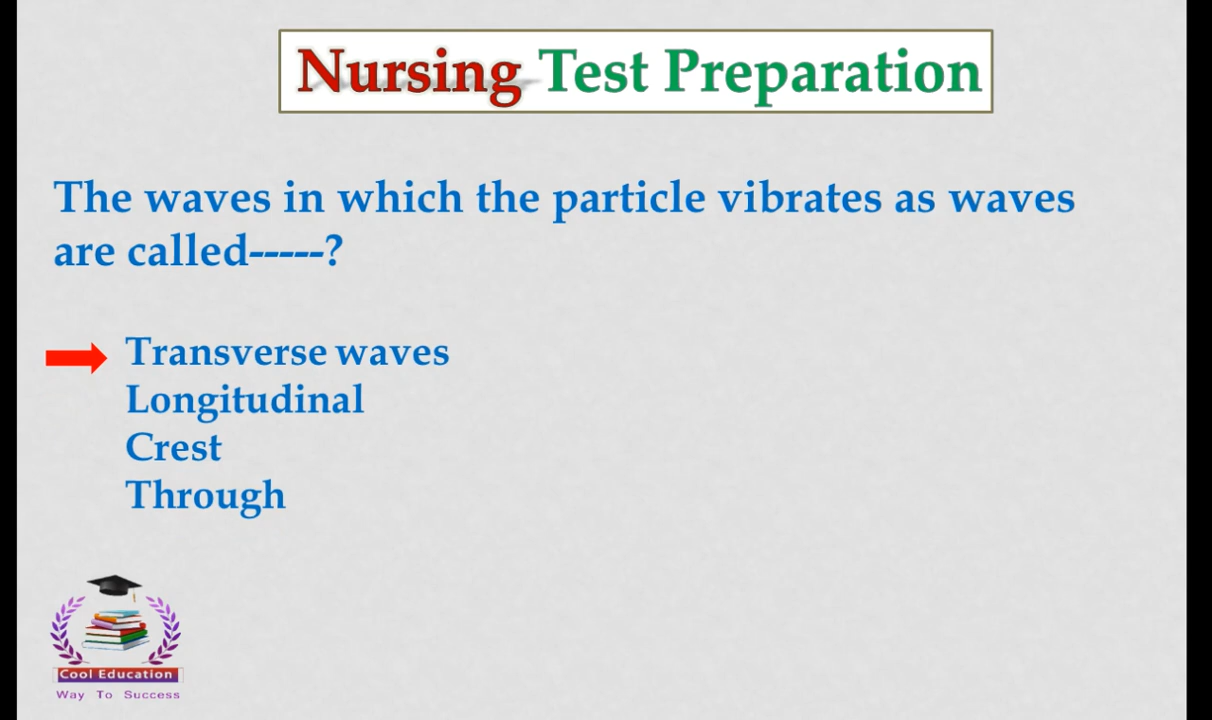 Nursing Test Preparation
The waves in which the particle vibrates as waves
are called-----?
Transverse waves
Longitudinal
Crest
Through
Cool Education
Way To Success